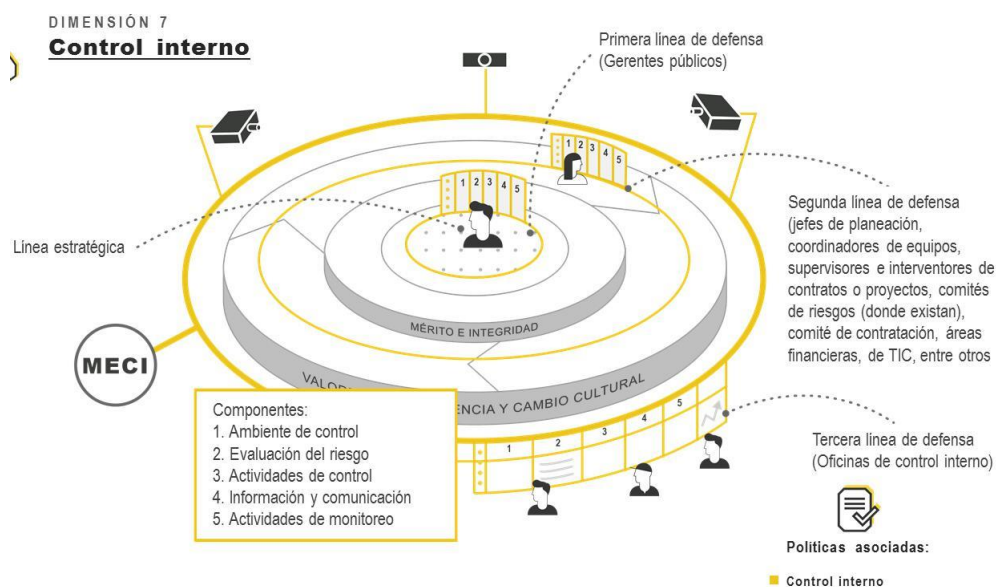 DIMENSIÓN 7
Control interno
Primera línea de defensa
(Gerentes públicos)
1 2 3 4 5
1 2 3 4 5
Línea estratégica
Segunda línea de defensa
(jefes de planeación,
coordinadores de equipos,
supervisores e interventores de
contratos o proyectos, comités
de riesgos (donde existan),
comité de contratación, áreas
financieras, de TIC, entre otros
MÉRITO E INTEGRIDAD
MECI
Y CAMBIO CULTURAL
1 2 3 4 5
Componentes:
1. Ambiente de control
2. Evaluación del riesgo
3. Actividades de control
4. Información y comunicación
5. Actividades de monitoreo
Tercera línea de defensa
(Oficinas de control interno)
Políticas asociadas:
Control interno